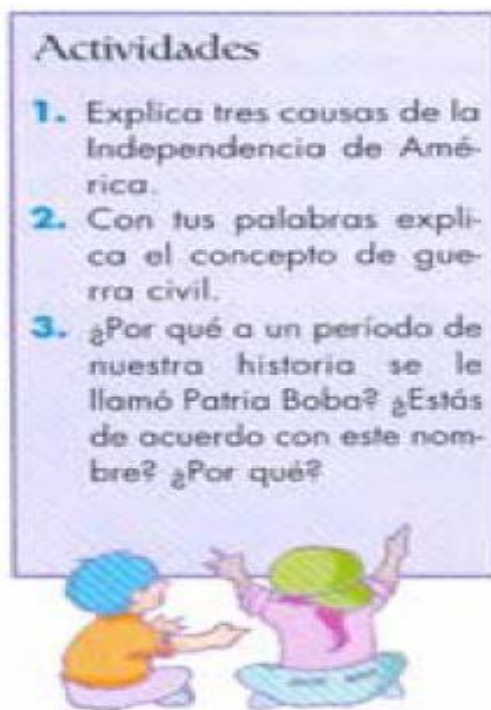 Actividades
1. Explica tres causas de la
Independencia de Amé-
rica.
2. Con tus palabras expli-
ca el concepto de gue-
rra civil.
3. ¿Por qué a un período de
nuestra historia se le
llamó Patria Boba? ¿Estás
de acuerdo con este nom-
bre? ¿Por qué?